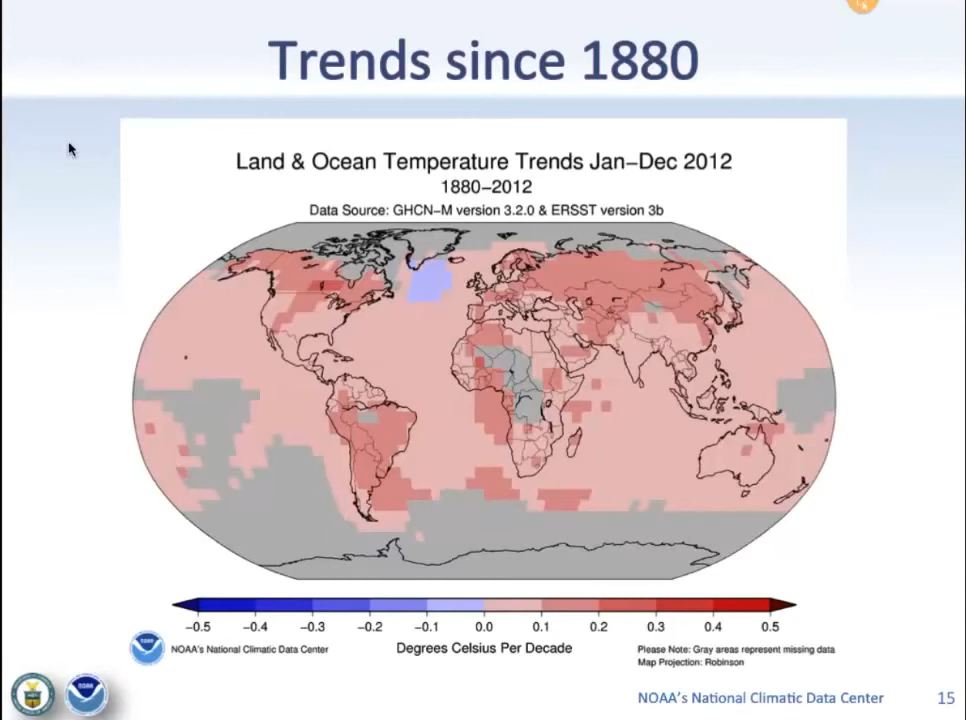 Trends since 1880
Land & Ocean Temperature Trends Jan–Dec 2012
1880–2012
Data Source: GHCN–M version 3.2.0 & ERSST version 3b
−0.5 −0.4 −0.3 −0.2 −0.1 0.0 0.1 0.2 0.3 0.4 0.5
NOAA's National Climatic Data Center
Degrees Celsius Per Decade
Please Note: Gray areas represent missing data
Map Projection: Robinson
NOAA's National Climatic Data Center 15